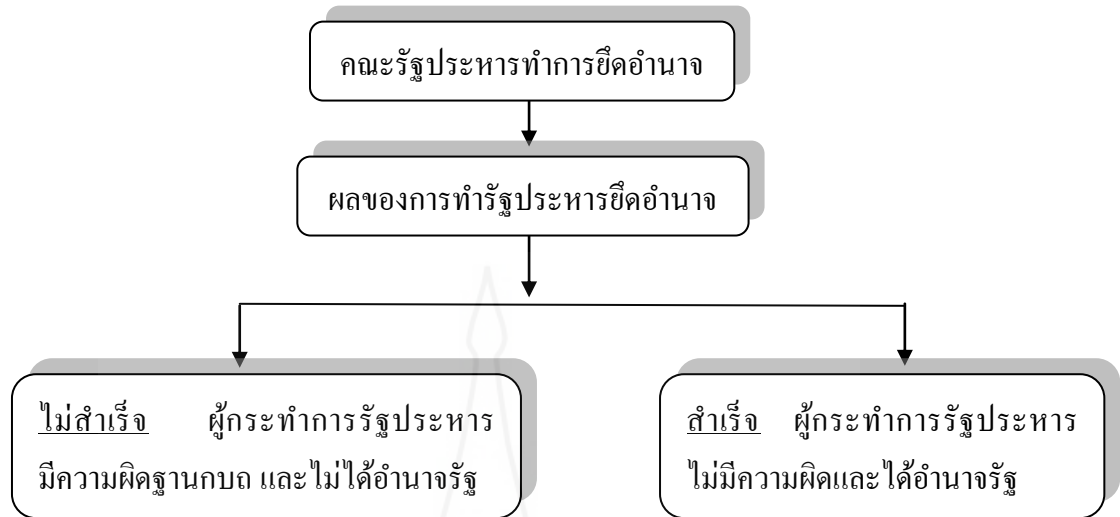 คณะรัฐประหารทำการยึดอำนาจ
ผลของการทำรัฐประหารยึดอำนาจ
ไม่สำเร็จ ผู้กระทำการรัฐประหาร
มีความผิดฐานกบถ และไม่ได้อำนาจรัฐ
สำเร็จ ผู้กระทำการรัฐประหาร
ไม่มีความผิดและได้อำนาจรัฐ